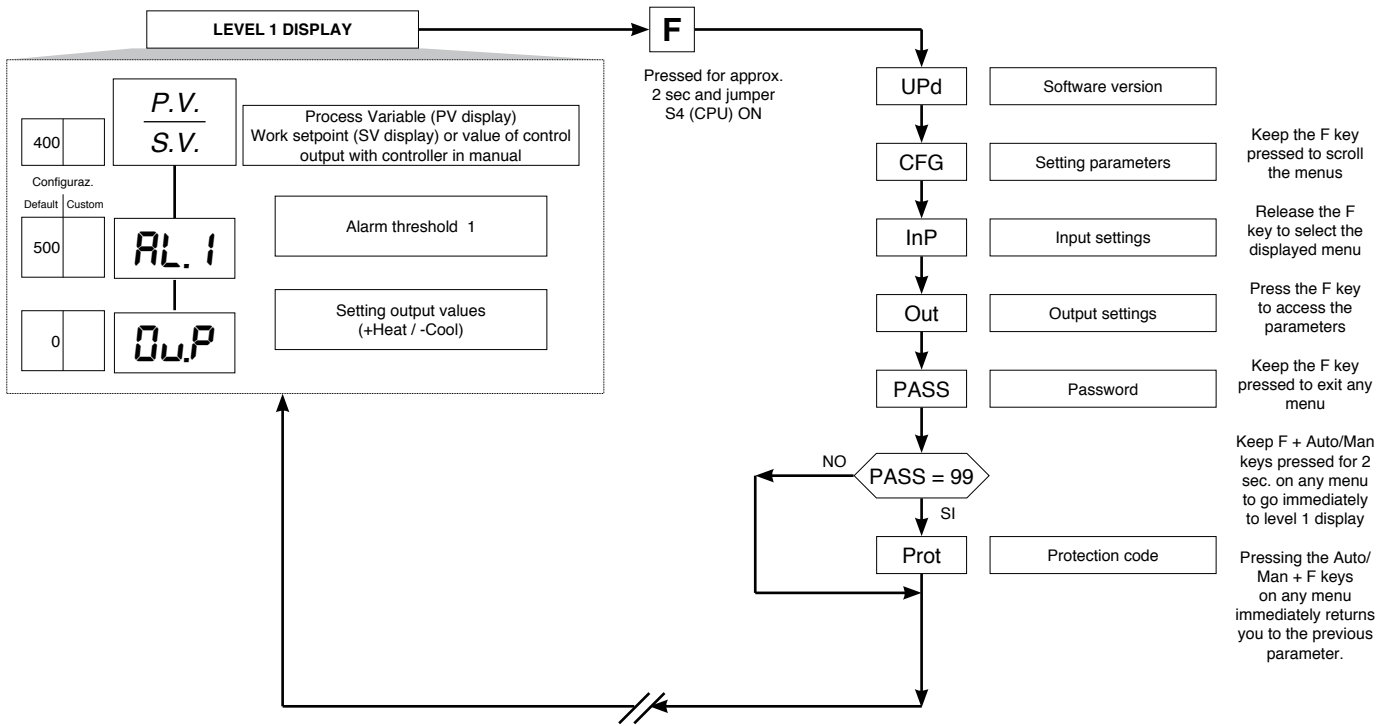 LEVEL 1 DISPLAY
F
Pressed for approx.
2 sec and jumper
S4 (CPU) ON
P.V.
S.V.
400
Process Variable (PV display)
Work setpoint (SV display) or value of control
output with controller in manual
Configuraz.
Default Custom
500
AL. 1
Alarm threshold 1
0
Ou.P
Setting output values
(+Heat / -Cool)
UPd
Software version
CFG
Setting parameters
InP
Input settings
Out
Output settings
PASS
Password
PASS = 99
NO
SI
Prot
Protection code
Keep the F key
pressed to scroll
the menus
Release the F
key to select the
displayed menu
Press the F key
to access the
parameters
Keep the F key
pressed to exit any
menu
Keep F + Auto/Man
keys pressed for 2
sec. on any menu
to go immediately
to level 1 display
Pressing the Auto/
Man + F keys
on any menu
immediately returns
you to the previous
parameter.